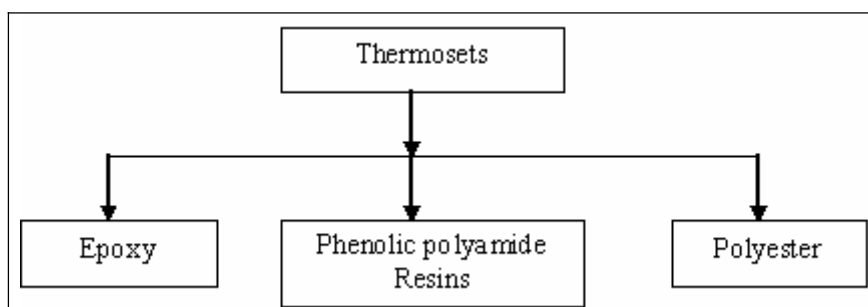 Thermosets
Epoxy
Phenolic polyamide
Resins
Polyester